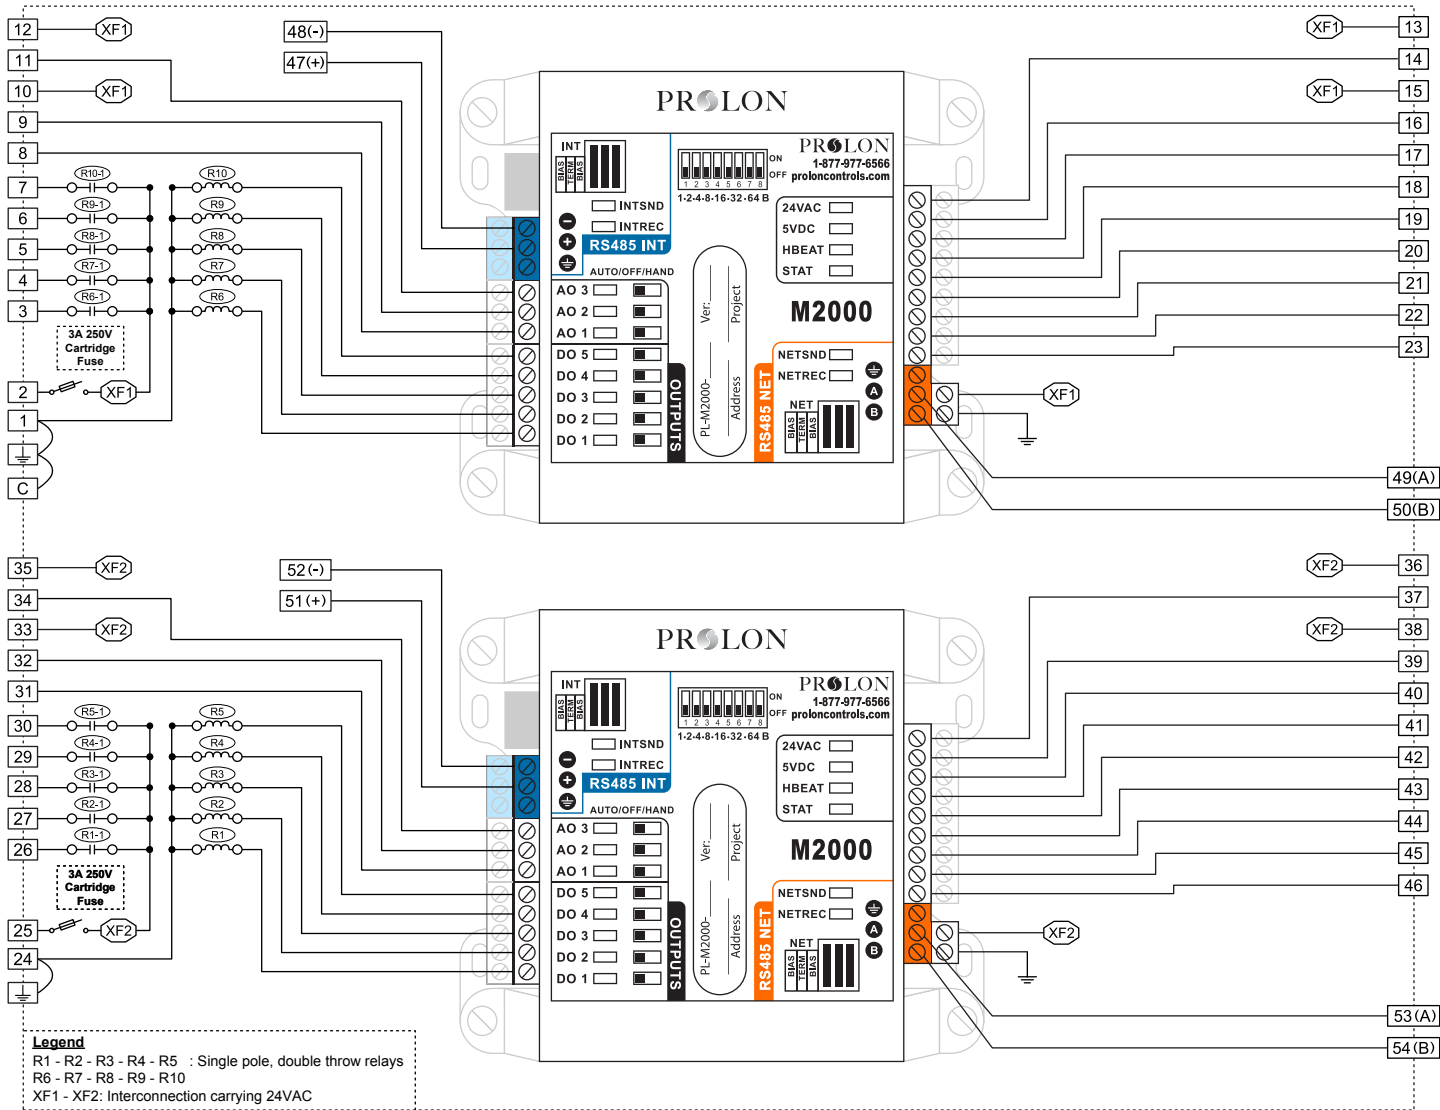 12 XF1 48(-) XF1 13
11 47(+) 14
10 XF1 XF1 15
9 16
8 17
7 R10-1 R10 18
6 R9-1 R9 19
5 R8-1 R8 20
4 R7-1 R7 21
3 R6-1 R6 22
3A 250V
Cartridge
Fuse
23
2 XF1
1
C
PROLON
INT
BIAS
TERM
BIAS
ON
OFF
1 2 3 4 5 6 7 8
1-2-4-8-16-32-64 B
PROLON
1-877-977-6566
proloncontrols.com
INTSND
INTREC
RS485 INT
24VAC
5VDC
HBEAT
STAT
AUTO/OFF/HAND
AO 3
AO 2
AO 1
DO 5
DO 4
DO 3
DO 2
DO 1
OUTPUTS
Ver:
Project
PL-M2000-
Address
M2000
NETSND
NETREC
A
B
NET
BIAS
TERM
BIAS
RS485 NET
XF1
49(A)
50(B)
35 XF2 52(-) XF2 36
34 51(+) 37
33 XF2 XF2 38
32 39
31 40
30 R5-1 R5 41
29 R4-1 R4 42
28 R3-1 R3 43
27 R2-1 R2 44
26 R1-1 R1 45
3A 250V
Cartridge
Fuse
46
25 XF2
24
PROLON
INT
BIAS
TERM
BIAS
ON
OFF
1 2 3 4 5 6 7 8
1-2-4-8-16-32-64 B
PROLON
1-877-977-6566
proloncontrols.com
INTSND
INTREC
RS485 INT
24VAC
5VDC
HBEAT
STAT
AUTO/OFF/HAND
AO 3
AO 2
AO 1
DO 5
DO 4
DO 3
DO 2
DO 1
OUTPUTS
Ver:
Project
PL-M2000-
Address
M2000
NETSND
NETREC
A
B
NET
BIAS
TERM
BIAS
RS485 NET
XF2
53(A)
54(B)
Legend
R1 - R2 - R3 - R4 - R5 : Single pole, double throw relays
R6 - R7 - R8 - R9 - R10
XF1 - XF2: Interconnection carrying 24VAC